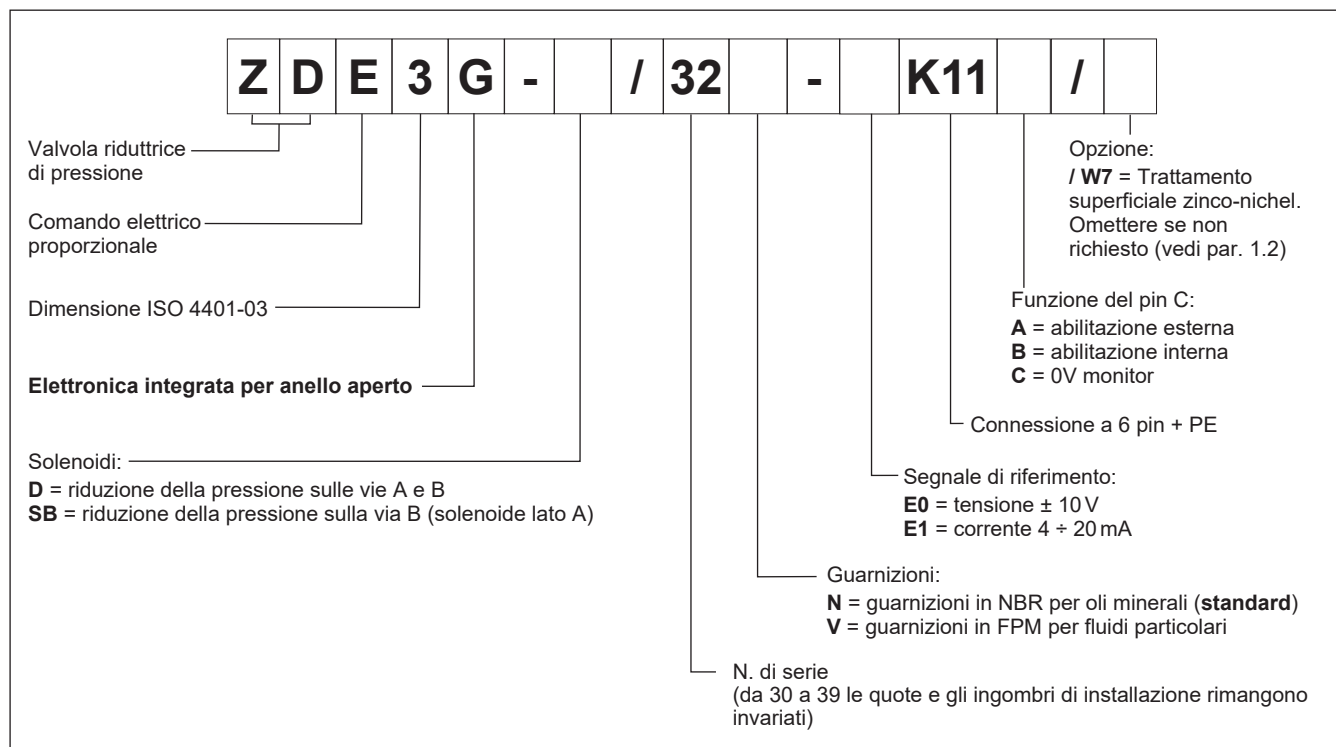 Z D E 3 G - / 32 - K11 /
Valvola riduttrice
di pressione
Comando elettrico
proporzionale
Dimensione ISO 4401-03
Elettronica integrata per anello aperto
Solenoidi:
D = riduzione della pressione sulle vie A e B
SB = riduzione della pressione sulla via B (solenoide lato A)
Opzione:
/ W7 = Trattamento
superficiale zinco-nichel.
Omettere se non
richiesto (vedi par. 1.2)
Funzione del pin C:
A = abilitazione esterna
B = abilitazione interna
C = 0V monitor
Connessione a 6 pin + PE
Segnale di riferimento:
E0 = tensione ± 10 V
E1 = corrente 4 ÷ 20 mA
Guarnizioni:
N = guarnizioni in NBR per oli minerali (standard)
V = guarnizioni in FPM per fluidi particolari
N. di serie
(da 30 a 39 le quote e gli ingombri di installazione rimangono
invariati)